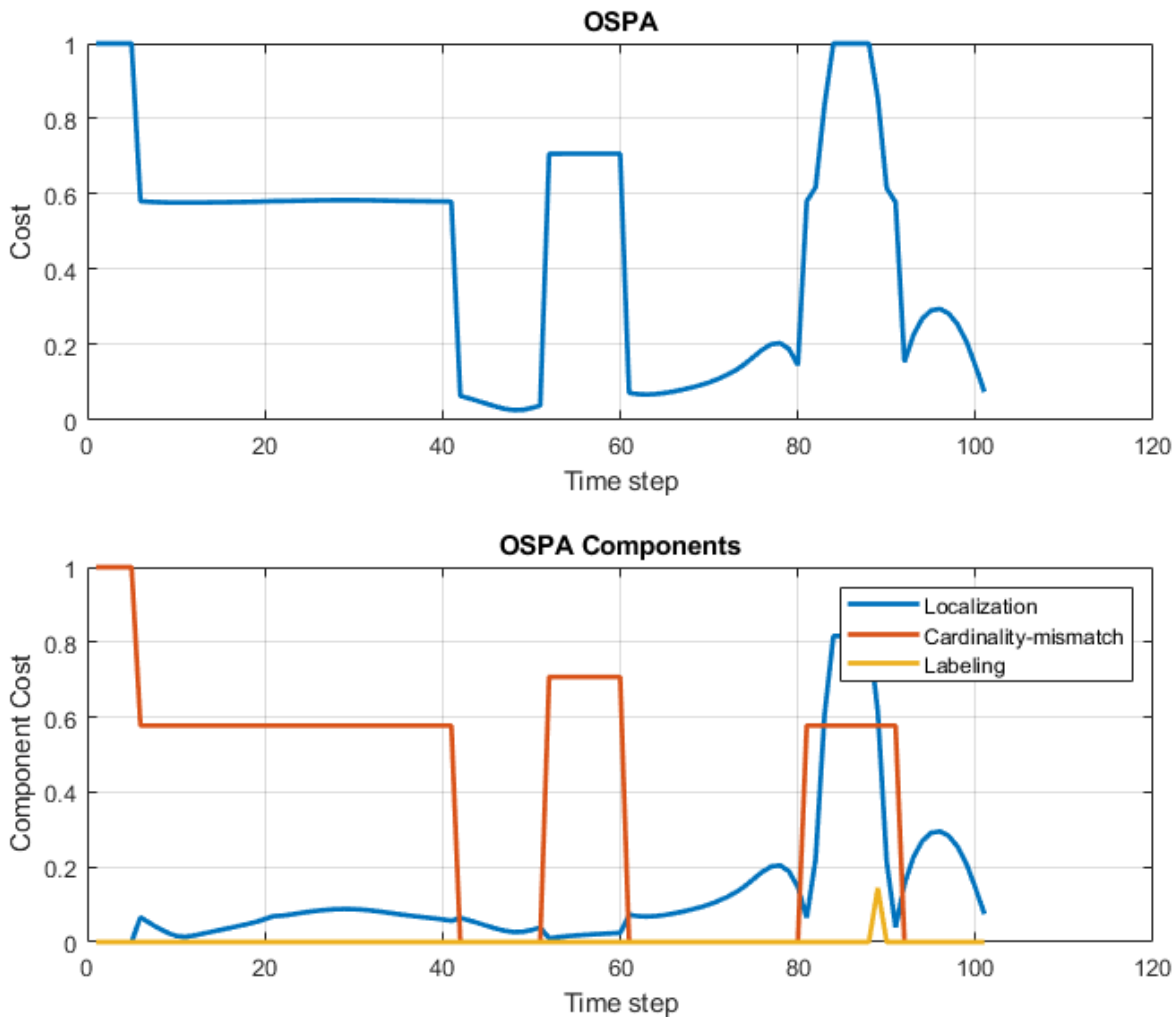 OSPA
1
0.8
0.6
0.4
0.2
0
Cost
0 20 40 60 80 100 120
Time step
OSPA Components
1
0.8
0.6
0.4
0.2
0
Component Cost
Localization
Cardinality-mismatch
Labeling
0 20 40 60 80 100 120
Time step